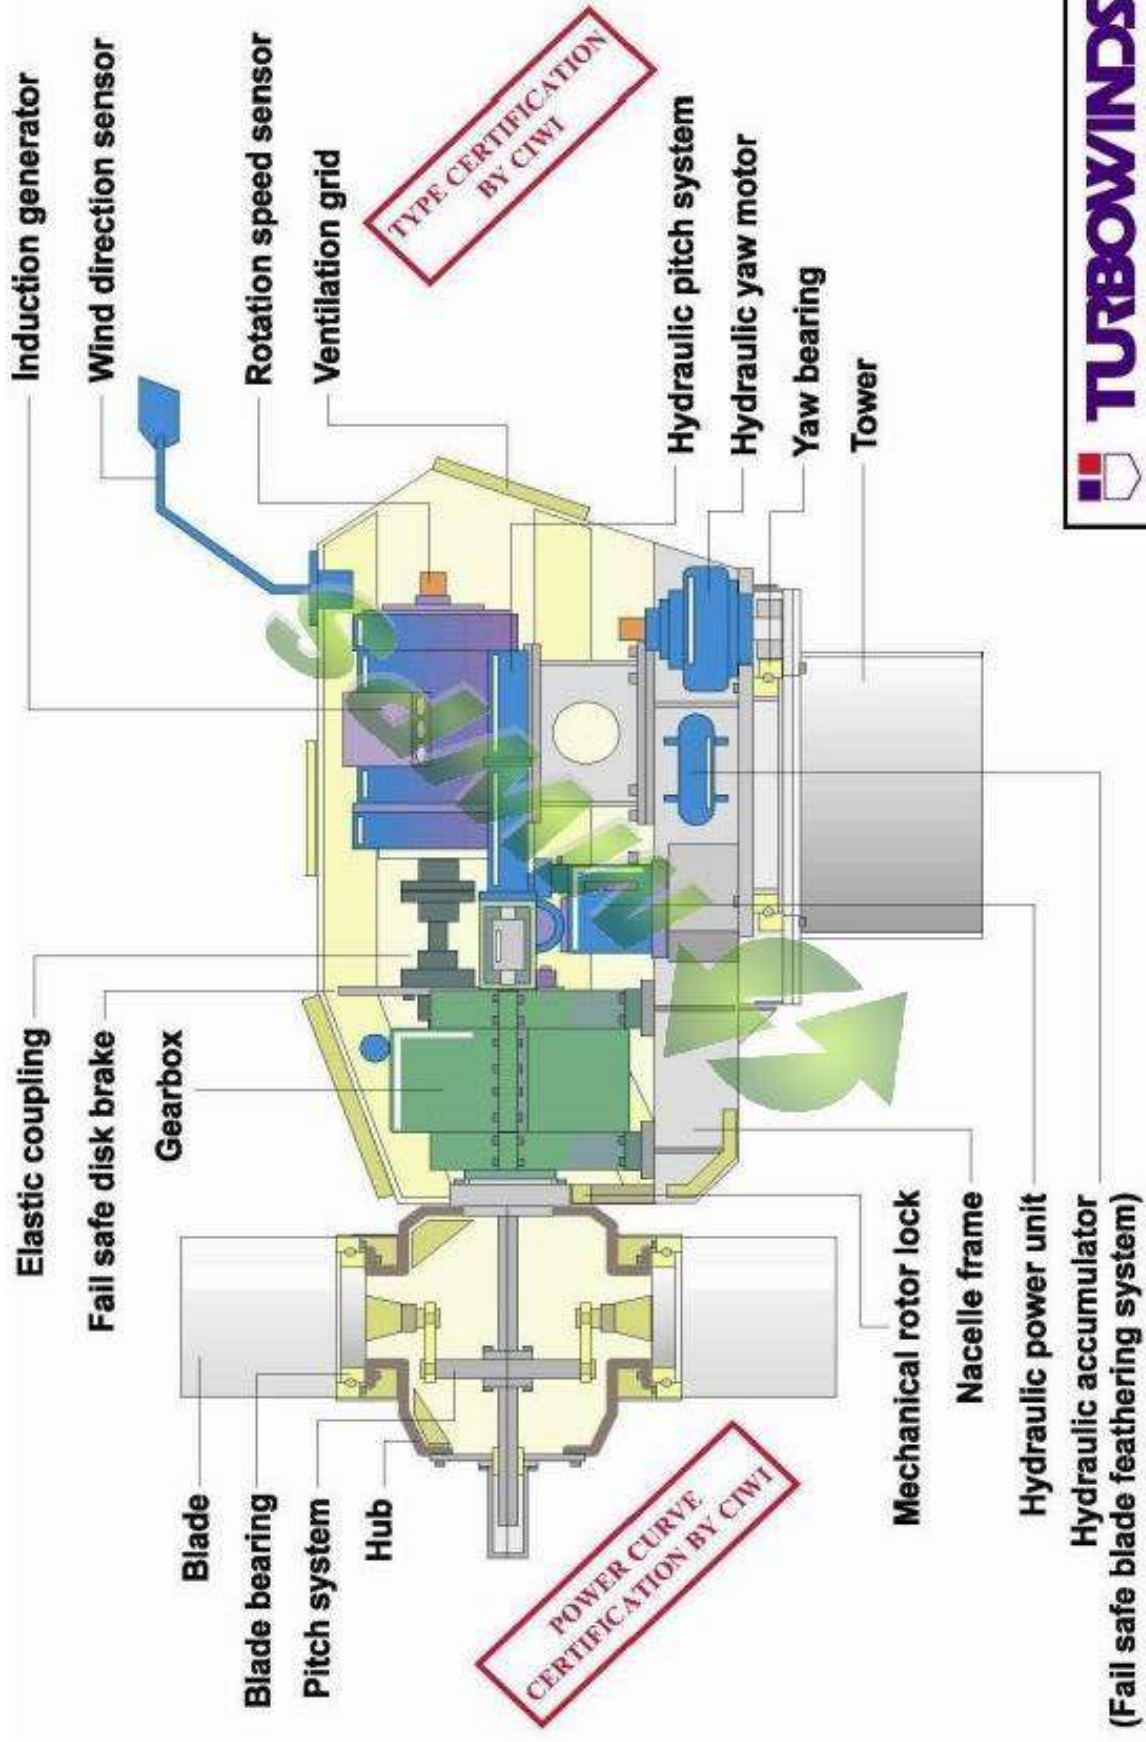 Induction generator
Wind direction sensor
Rotation speed sensor
Ventilation grid
TYPE CERTIFICATION
BY CIWI
Hydraulic pitch system
Hydraulic yaw motor
Yaw bearing
Tower
Elastic coupling
Fail safe disk brake
Gearbox
Blade
Blade bearing
Pitch system
Hub
POWER CURVE
CERTIFICATION BY CIWI
Mechanical rotor lock
Nacelle frame
Hydraulic power unit
Hydraulic accumulator
(Fail safe blade feathering system)
TURBOWINDS